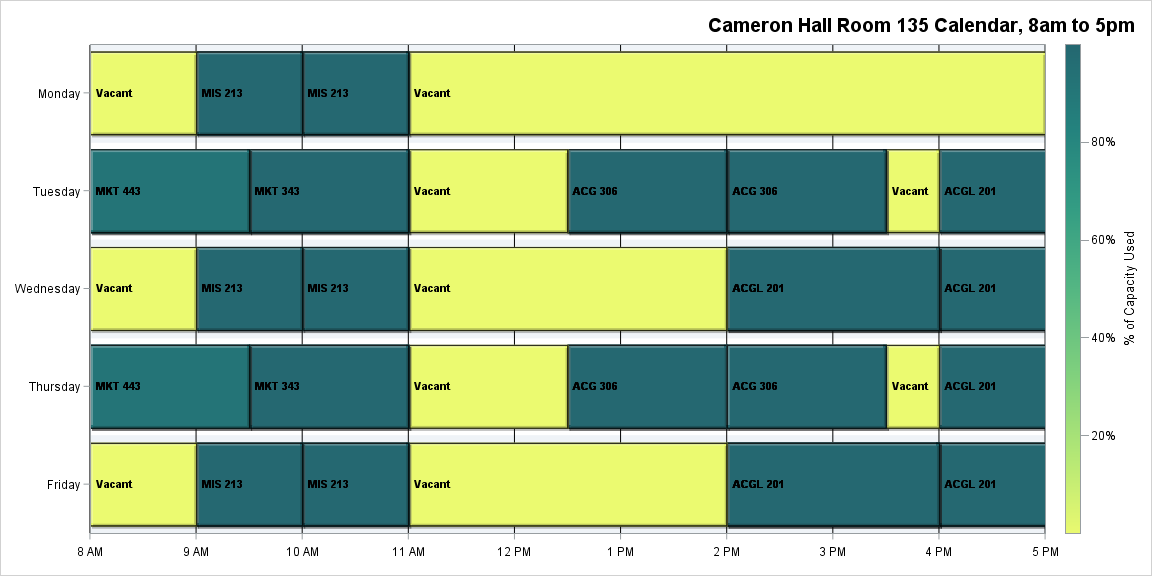 Cameron Hall Room 135 Calendar, 8am to 5pm
Monday
Vacant
MIS 213
MIS 213
Vacant
Tuesday
MKT 443
MKT 343
Vacant
ACG 306
ACG 306
Vacant
ACGL 201
Wednesday
Vacant
MIS 213
MIS 213
Vacant
ACGL 201
ACGL 201
Thursday
MKT 443
MKT 343
Vacant
ACG 306
ACG 306
Vacant
ACGL 201
Friday
Vacant
MIS 213
MIS 213
Vacant
ACGL 201
ACGL 201
8 AM
9 AM
10 AM
11 AM
12 PM
1 PM
2 PM
3 PM
4 PM
5 PM
80%
60%
40%
20%
% of Capacity Used